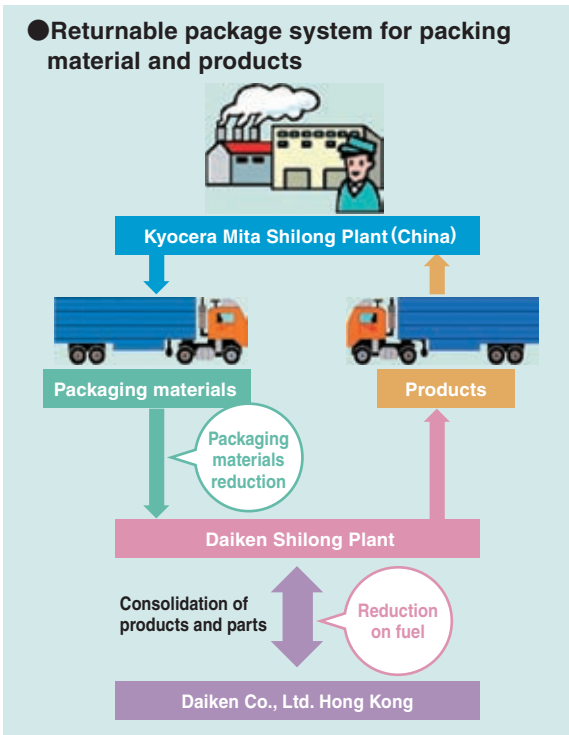 ●Returnable package system for packing
material and products
Kyocera Mita Shilong Plant (China)
Packaging materials
Products
Packaging
materials
reduction
Daiken Shilong Plant
Consolidation of
products and parts
Reduction
on fuel
Daiken Co., Ltd. Hong Kong